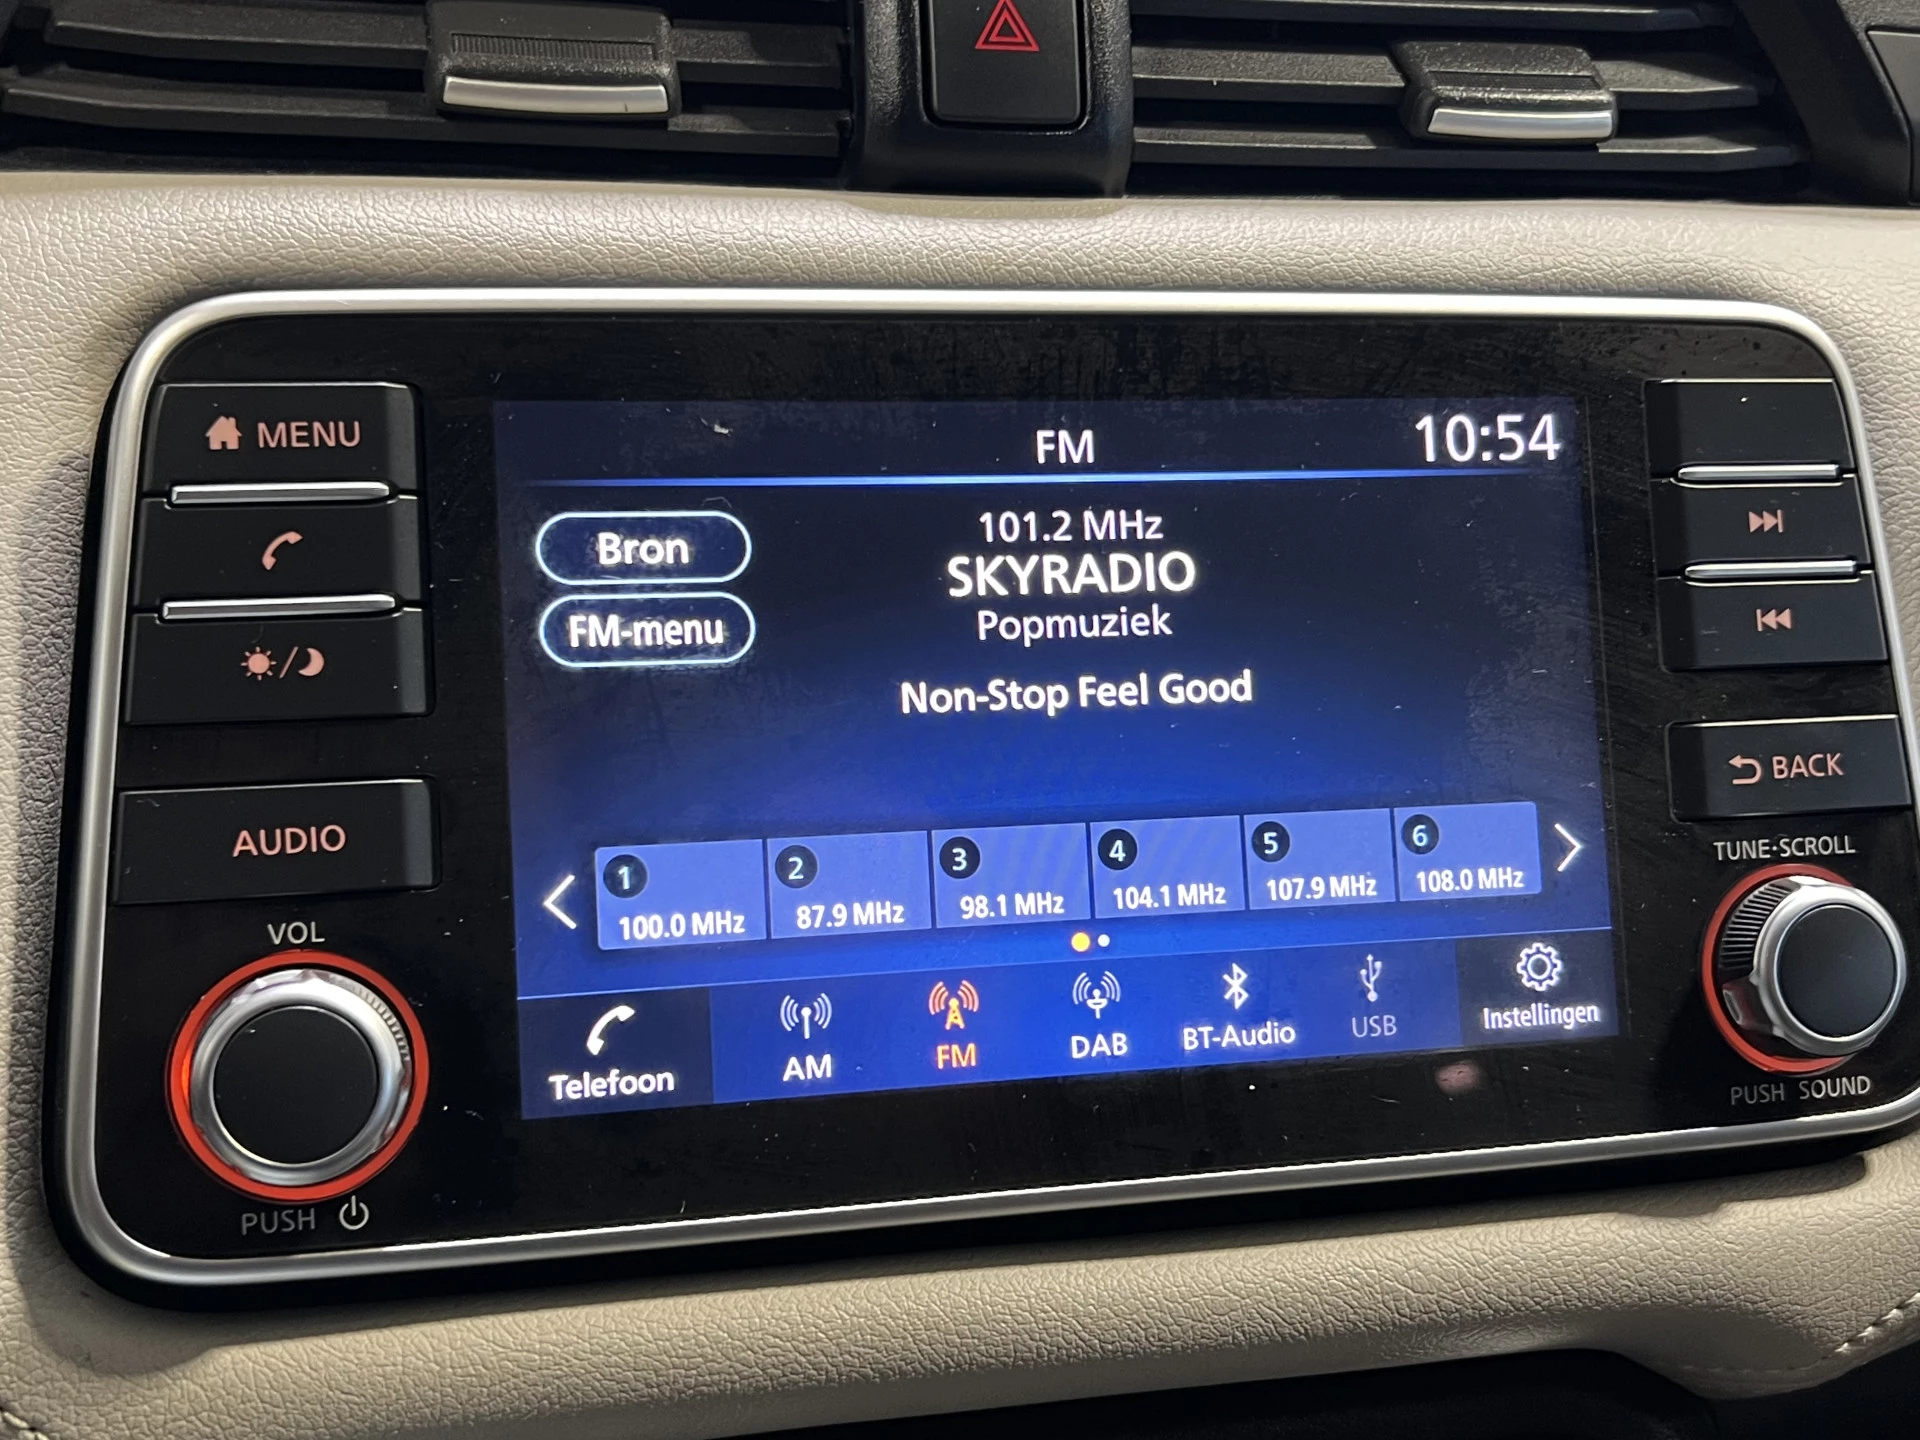 MENU
FM
10:54
Bron
FM-menu
101.2 MHz
SKYRADIO
Popmuziek
Non-Stop Feel Good
AUDIO
BACK
1
100.0 MHz
2
87.9 MHz
3
98.1 MHz
4
104.1 MHz
5
107.9 MHz
6
108.0 MHz
VOL
TUNE·SCROLL
Telefoon
AM
FM
DAB
BT-Audio
USB
Instellingen
PUSH
PUSH SOUND